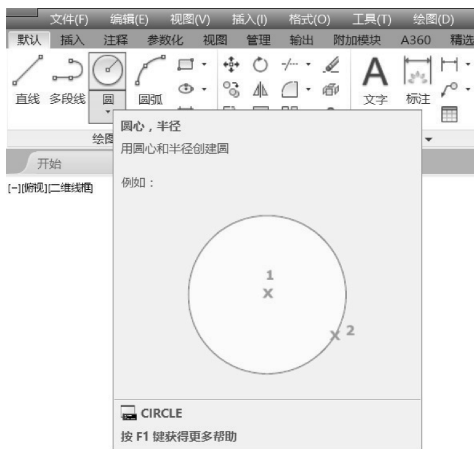 文件(F) 编辑(E) 视图(V) 插入(I) 格式(O) 工具(T) 绘图(D)
默认 插入 注释 参数化 视图 管理 输出 附加模块 A360 精选
直线 多段线 圆 圆弧 A 文字 标注
绘图
开始
[-][俯视][二维线框]
圆心，半径
用圆心和半径创建圆
例如：
1
2
CIRCLE
按 F1 键获得更多帮助